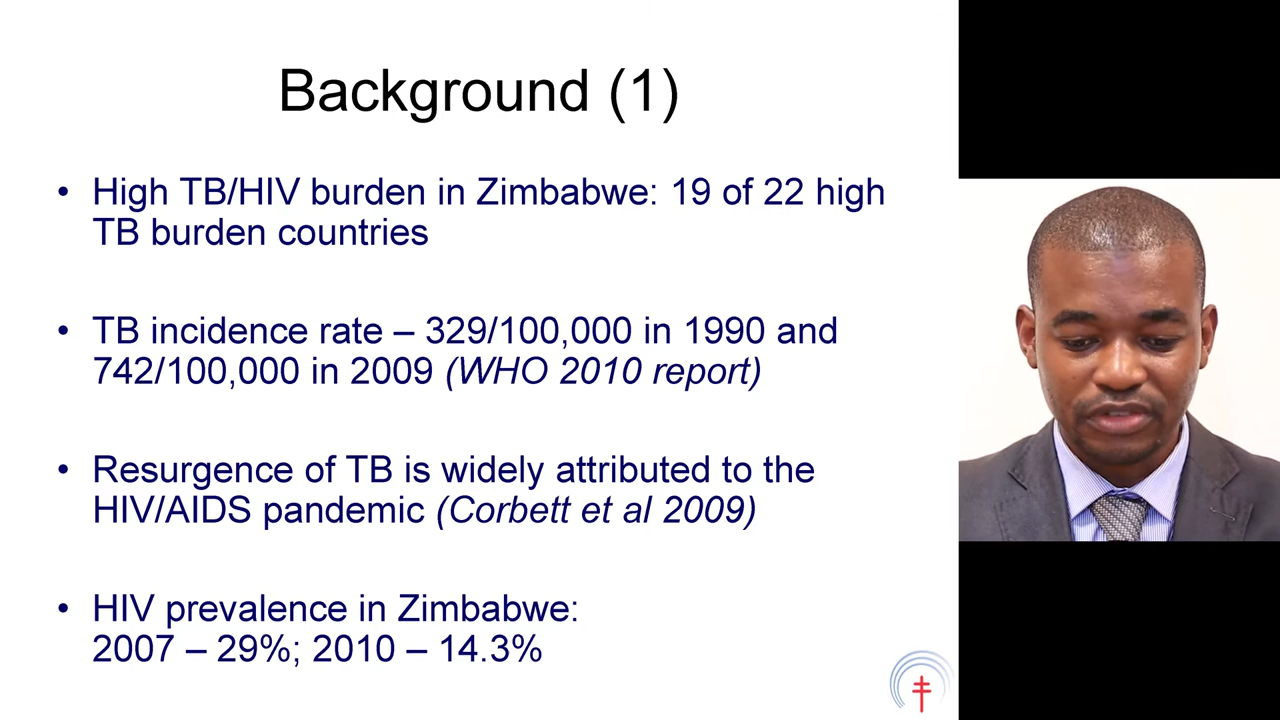 Background (1)
• High TB/HIV burden in Zimbabwe: 19 of 22 high
TB burden countries
• TB incidence rate – 329/100,000 in 1990 and
742/100,000 in 2009 (WHO 2010 report)
• Resurgence of TB is widely attributed to the
HIV/AIDS pandemic (Corbett et al 2009)
• HIV prevalence in Zimbabwe:
2007 – 29%; 2010 – 14.3%